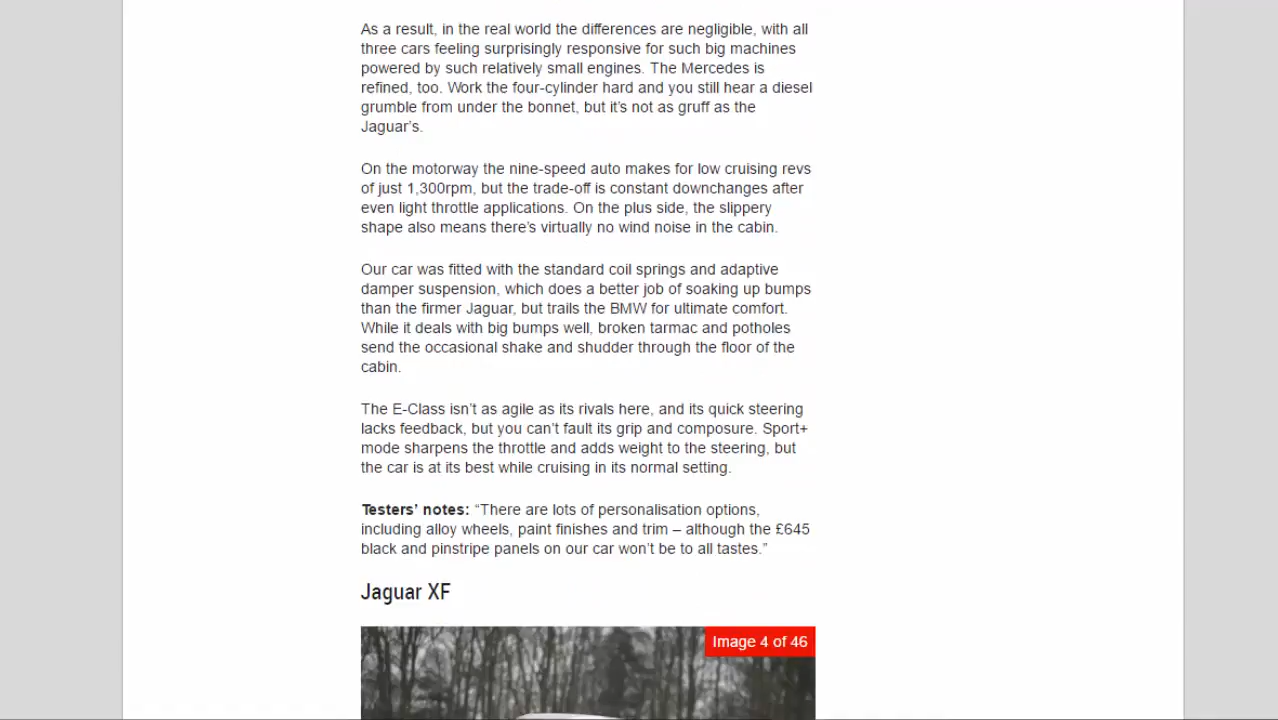 As a result, in the real world the differences are negligible, with all
three cars feeling surprisingly responsive for such big machines
powered by such relatively small engines. The Mercedes is
refined, too. Work the four-cylinder hard and you still hear a diesel
grumble from under the bonnet, but it’s not as gruff as the
Jaguar’s.
On the motorway the nine-speed auto makes for low cruising revs
of just 1,300rpm, but the trade-off is constant downchanges after
even light throttle applications. On the plus side, the slippery
shape also means there’s virtually no wind noise in the cabin.
Our car was fitted with the standard coil springs and adaptive
damper suspension, which does a better job of soaking up bumps
than the firmer Jaguar, but trails the BMW for ultimate comfort.
While it deals with big bumps well, broken tarmac and potholes
send the occasional shake and shudder through the floor of the
cabin.
The E-Class isn’t as agile as its rivals here, and its quick steering
lacks feedback, but you can’t fault its grip and composure. Sport+
mode sharpens the throttle and adds weight to the steering, but
the car is at its best while cruising in its normal setting.
Testers’ notes: “There are lots of personalisation options,
including alloy wheels, paint finishes and trim – although the £645
black and pinstripe panels on our car won’t be to all tastes.”
Jaguar XF
Image 4 of 46